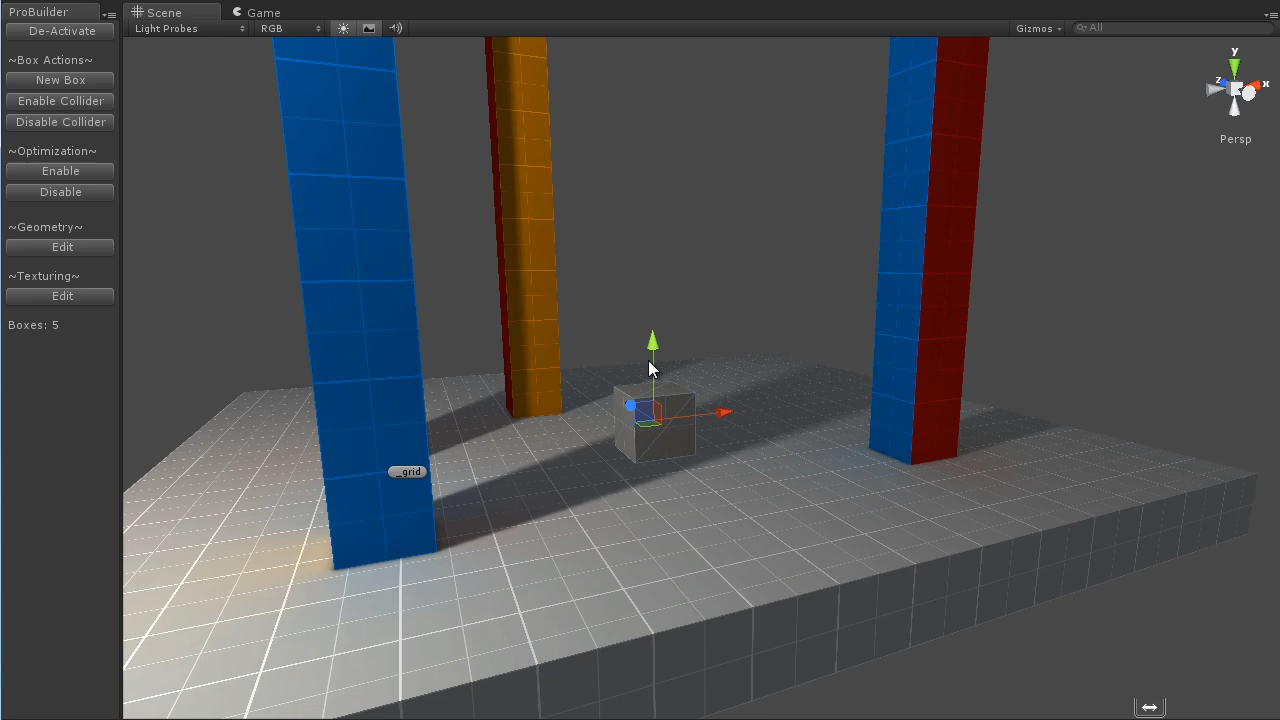 ProBuilder
Scene
Game
De-Activate
Light Probes
RGB
Gizmos
All
~Box Actions~
New Box
Enable Collider
Disable Collider
~Optimization~
Enable
Disable
~Geometry~
Edit
~Texturing~
Edit
Boxes: 5
y
z
x
Persp
_grid